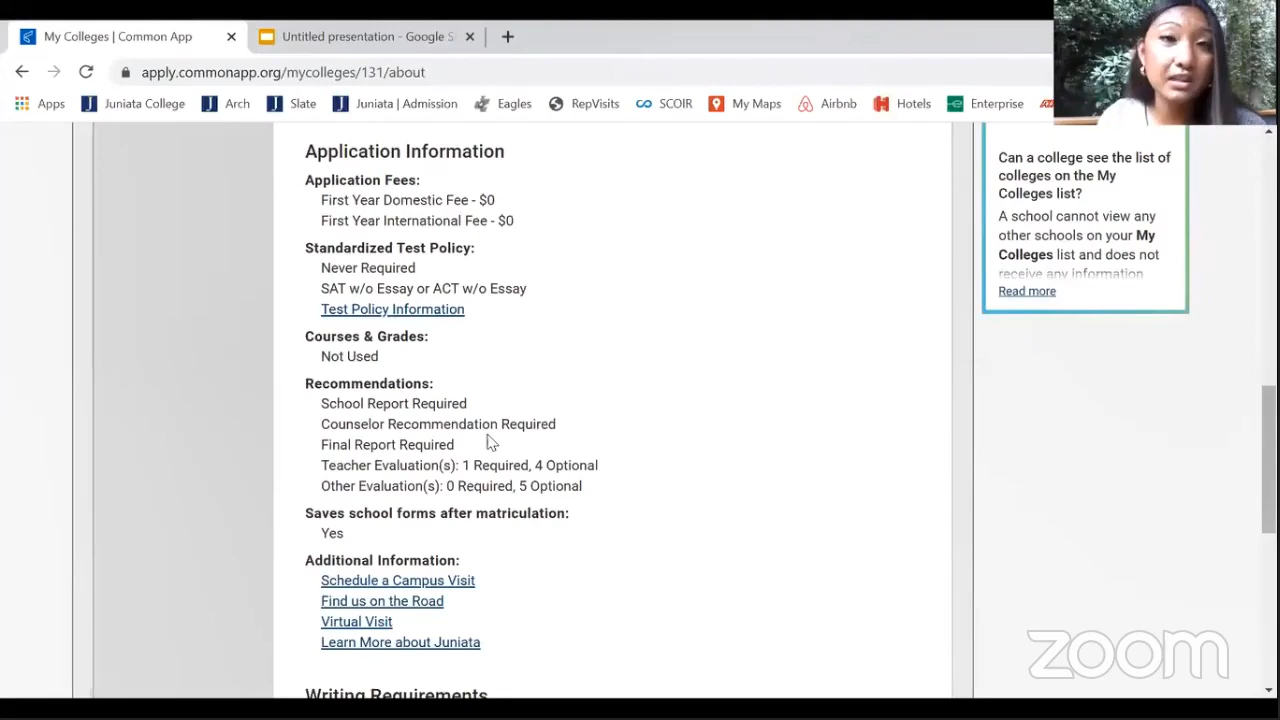 My Colleges | Common App
Untitled presentation - Google S
apply.commonapp.org/mycolleges/131/about
Apps Juniata College Arch Slate Juniata | Admission Eagles RepVisits SCOIR My Maps Airbnb Hotels Enterprise
Application Information
Application Fees:
First Year Domestic Fee - $0
First Year International Fee - $0
Standardized Test Policy:
Never Required
SAT w/o Essay or ACT w/o Essay
Test Policy Information
Courses & Grades:
Not Used
Recommendations:
School Report Required
Counselor Recommendation Required
Final Report Required
Teacher Evaluation(s): 1 Required, 4 Optional
Other Evaluation(s): 0 Required, 5 Optional
Saves school forms after matriculation:
Yes
Additional Information:
Schedule a Campus Visit
Find us on the Road
Virtual Visit
Learn More about Juniata
Writing Requirements
Can a college see the list of
colleges on the My
Colleges list?
A school cannot view any
other schools on your My
Colleges list and does not
receive any information
Read more
zoom